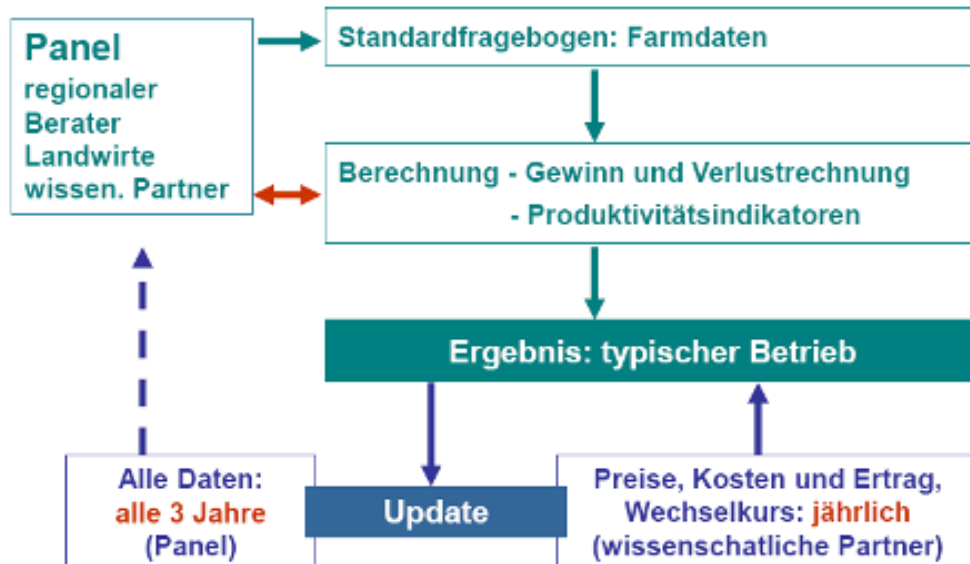 Panel
regionaler
Berater
Landwirte
wissen. Partner
Standardfragebogen: Farmdaten
Berechnung - Gewinn und Verlustrechnung
- Produktivitätsindikatoren
Ergebnis: typischer Betrieb
Alle Daten:
alle 3 Jahre
(Panel)
Update
Preise, Kosten und Ertrag,
Wechselkurs: jährlich
(wissenschatliche Partner)